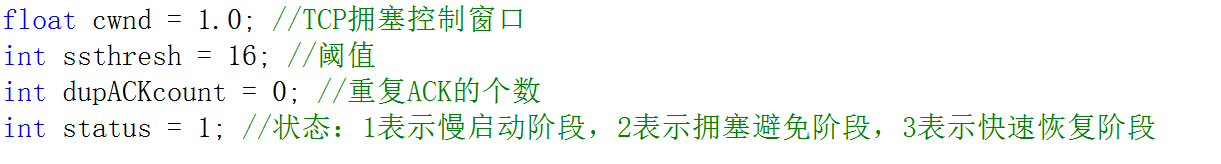 float cwnd = 1.0; //TCP拥塞控制窗口
int ssthresh = 16; //阈值
int dupACKcount = 0; //重复ACK的个数
int status = 1; //状态：1表示慢启动阶段，2表示拥塞避免阶段，3表示快速恢复阶段